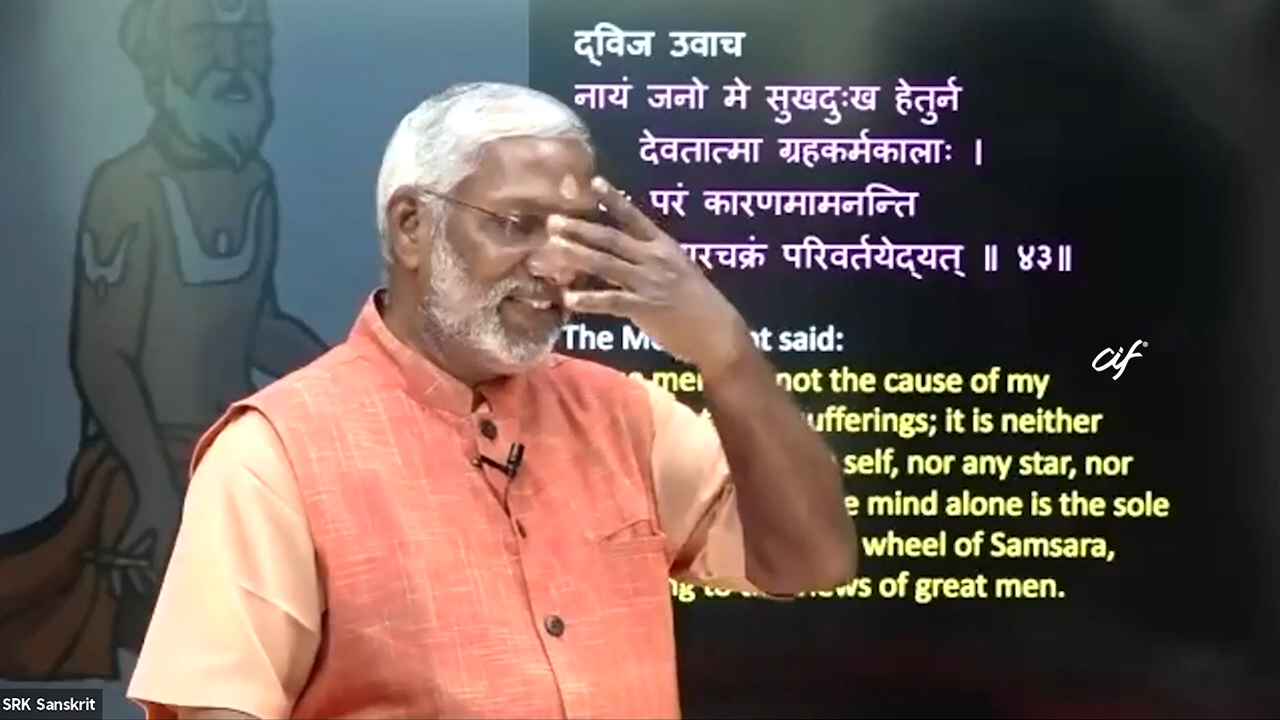 द्विज उवाच
नायं जनो मे सुखदुःख हेतुर्न
देवतात्मा ग्रहकर्मकालाः ।
परं कारणमामनन्ति
परिवर्तयेद्यत् ॥ ४३॥
The said:
not the cause of my
it is neither
self, nor any star, nor
mind alone is the sole
wheel of Samsara,
of great men.
cif
SRK Sanskrit